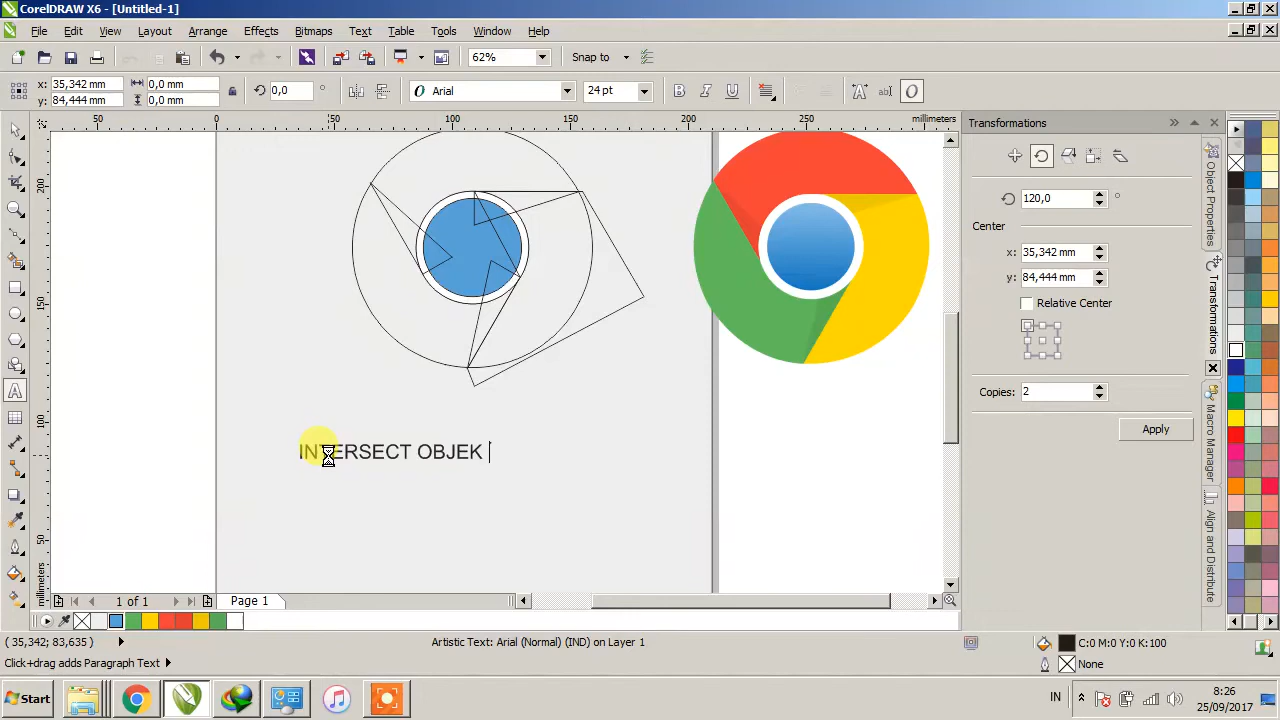 CorelDRAW X6 - [Untitled-1]
File Edit View Layout Arrange Effects Bitmaps Text Table Tools Window Help
62% Snap to
x: 35,342 mm 0,0 mm 0,0 ° Arial 24 pt
y: 84,444 mm 0,0 mm
Transformations
50 0 50 100 150 200 250 millimeters
200
150
100
50
millimeters
120,0 °
Center
x: 35,342 mm
y: 84,444 mm
Relative Center
Copies: 2
Apply
Object Properties
Transformations
Macro Manager
Align and Distribute
INTERSECT OBJEK
1 of 1 Page 1
( 35,342; 83,635 ) Artistic Text: Arial (Normal) (IND) on Layer 1 C:0 M:0 Y:0 K:100
Click+drag adds Paragraph Text None
Start IN 8:26
25/09/2017